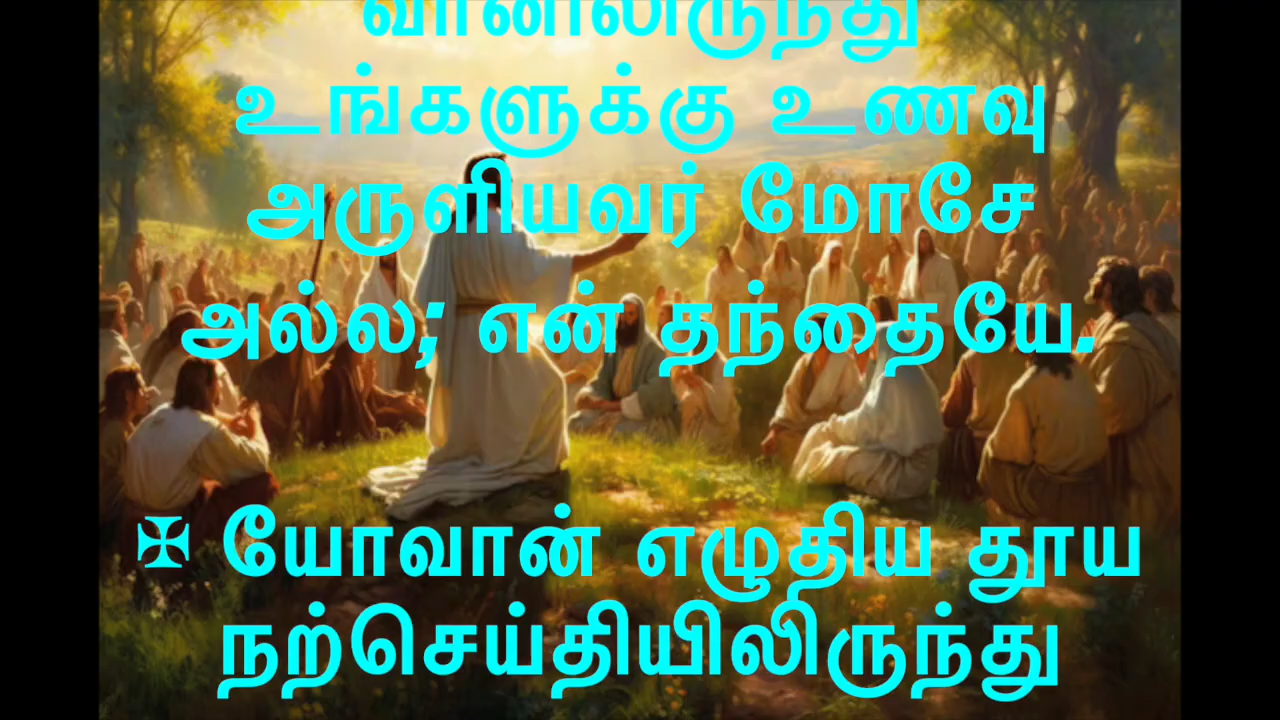 வானிலிருந்து
உங்களுக்கு உணவு
அருளியவர் மோசே
அல்ல; என் தந்தையே.
✠ யோவான் எழுதிய தூய
நற்செய்தியிலிருந்து